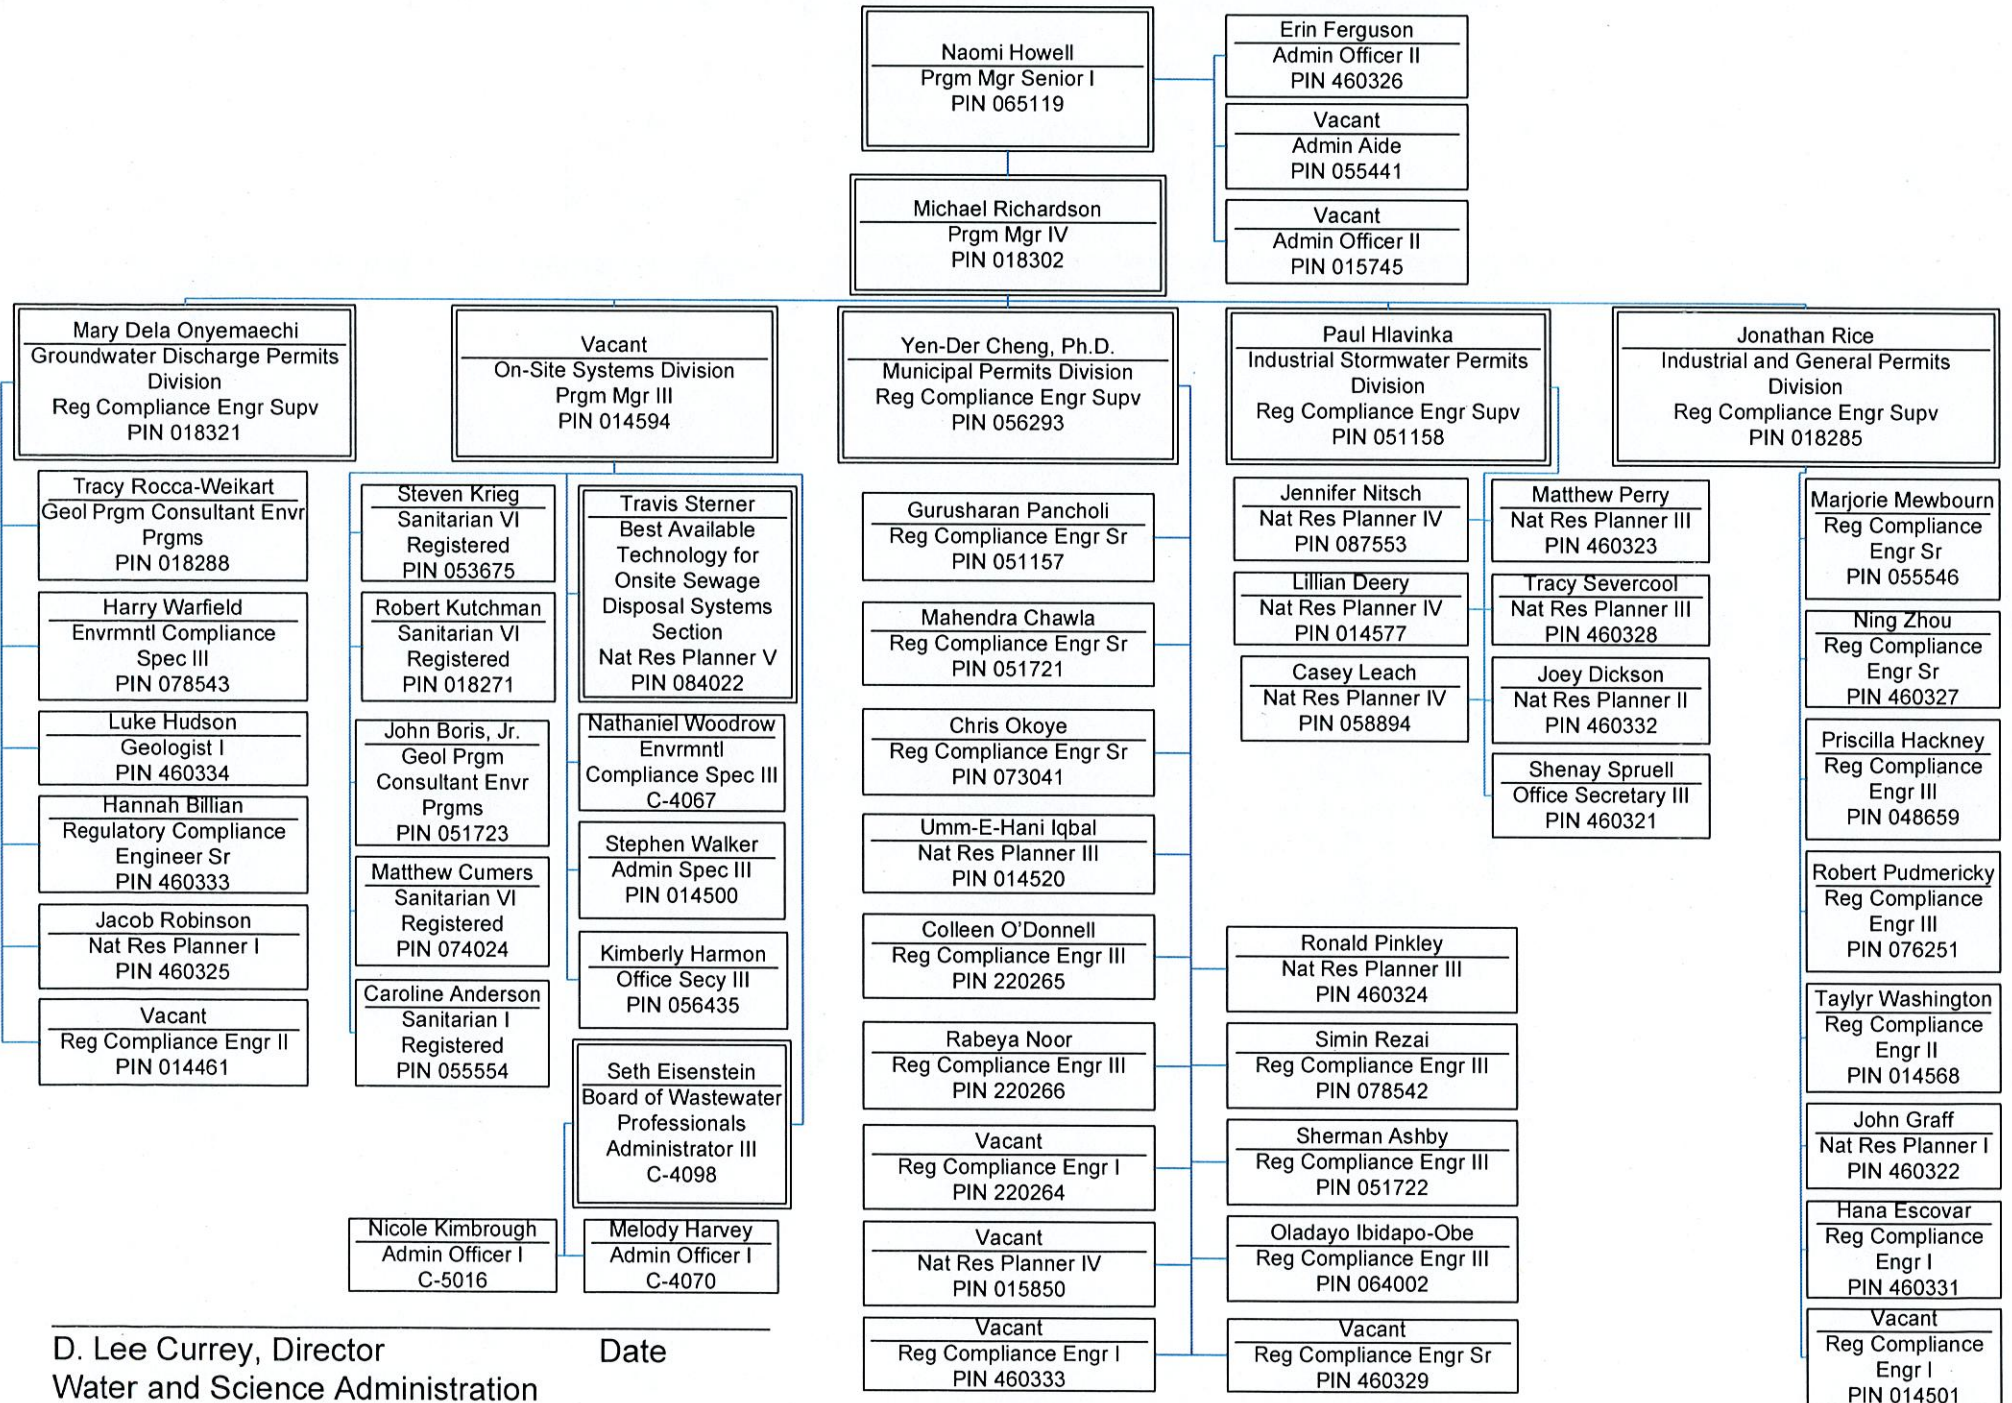 Naomi Howell
Prgm Mgr Senior I
PIN 065119
Erin Ferguson
Admin Officer II
PIN 460326
Vacant
Admin Aide
PIN 055441
Vacant
Admin Officer II
PIN 015745
Michael Richardson
Prgm Mgr IV
PIN 018302
Mary Dela Onyemaechi
Groundwater Discharge Permits
Division
Reg Compliance Engr Supv
PIN 018321
Tracy Rocca-Weikart
Geol Prgm Consultant Envr
Prgms
PIN 018288
Harry Warfield
Envrmntl Compliance
Spec III
PIN 078543
Luke Hudson
Geologist I
PIN 460334
Hannah Billian
Regulatory Compliance
Engineer Sr
PIN 460333
Jacob Robinson
Nat Res Planner I
PIN 460325
Vacant
Reg Compliance Engr II
PIN 014461
Vacant
On-Site Systems Division
Prgm Mgr III
PIN 014594
Steven Krieg
Sanitarian VI
Registered
PIN 053675
Robert Kutchman
Sanitarian VI
Registered
PIN 018271
John Boris, Jr.
Geol Prgm
Consultant Envr
Prgms
PIN 051723
Matthew Cumers
Sanitarian VI
Registered
PIN 074024
Caroline Anderson
Sanitarian I
Registered
PIN 055554
Travis Sterner
Best Available
Technology for
Onsite Sewage
Disposal Systems
Section
Nat Res Planner V
PIN 084022
Nathaniel Woodrow
Envrmntl
Compliance Spec III
C-4067
Stephen Walker
Admin Spec III
PIN 014500
Kimberly Harmon
Office Secy III
PIN 056435
Seth Eisenstein
Board of Wastewater
Professionals
Administrator III
C-4098
Nicole Kimbrough
Admin Officer I
C-5016
Melody Harvey
Admin Officer I
C-4070
Yen-Der Cheng, Ph.D.
Municipal Permits Division
Reg Compliance Engr Supv
PIN 056293
Gurusharan Pancholi
Reg Compliance Engr Sr
PIN 051157
Mahendra Chawla
Reg Compliance Engr Sr
PIN 051721
Chris Okoye
Reg Compliance Engr Sr
PIN 073041
Umm-E-Hani Iqbal
Nat Res Planner III
PIN 014520
Colleen O'Donnell
Reg Compliance Engr III
PIN 220265
Rabeya Noor
Reg Compliance Engr III
PIN 220266
Vacant
Reg Compliance Engr I
PIN 220264
Vacant
Nat Res Planner IV
PIN 015850
Vacant
Reg Compliance Engr I
PIN 460333
Ronald Pinkley
Nat Res Planner III
PIN 460324
Simin Rezai
Reg Compliance Engr III
PIN 078542
Sherman Ashby
Reg Compliance Engr III
PIN 051722
Oladayo Ibidapo-Obe
Reg Compliance Engr III
PIN 064002
Vacant
Reg Compliance Engr Sr
PIN 460329
Paul Hlavinka
Industrial Stormwater Permits
Division
Reg Compliance Engr Supv
PIN 051158
Jennifer Nitsch
Nat Res Planner IV
PIN 087553
Lillian Deery
Nat Res Planner IV
PIN 014577
Casey Leach
Nat Res Planner IV
PIN 058894
Matthew Perry
Nat Res Planner III
PIN 460323
Tracy Severcool
Nat Res Planner III
PIN 460328
Joey Dickson
Nat Res Planner II
PIN 460332
Shenay Spruell
Office Secretary III
PIN 460321
Jonathan Rice
Industrial and General Permits
Division
Reg Compliance Engr Supv
PIN 018285
Marjorie Mewbourn
Reg Compliance
Engr Sr
PIN 055546
Ning Zhou
Reg Compliance
Engr Sr
PIN 460327
Priscilla Hackney
Reg Compliance
Engr III
PIN 048659
Robert Pudmericky
Reg Compliance
Engr III
PIN 076251
Taylyr Washington
Reg Compliance
Engr II
PIN 014568
John Graff
Nat Res Planner I
PIN 460322
Hana Escovar
Reg Compliance
Engr I
PIN 460331
Vacant
Reg Compliance
Engr I
PIN 014501
D. Lee Currey, Director Date
Water and Science Administration